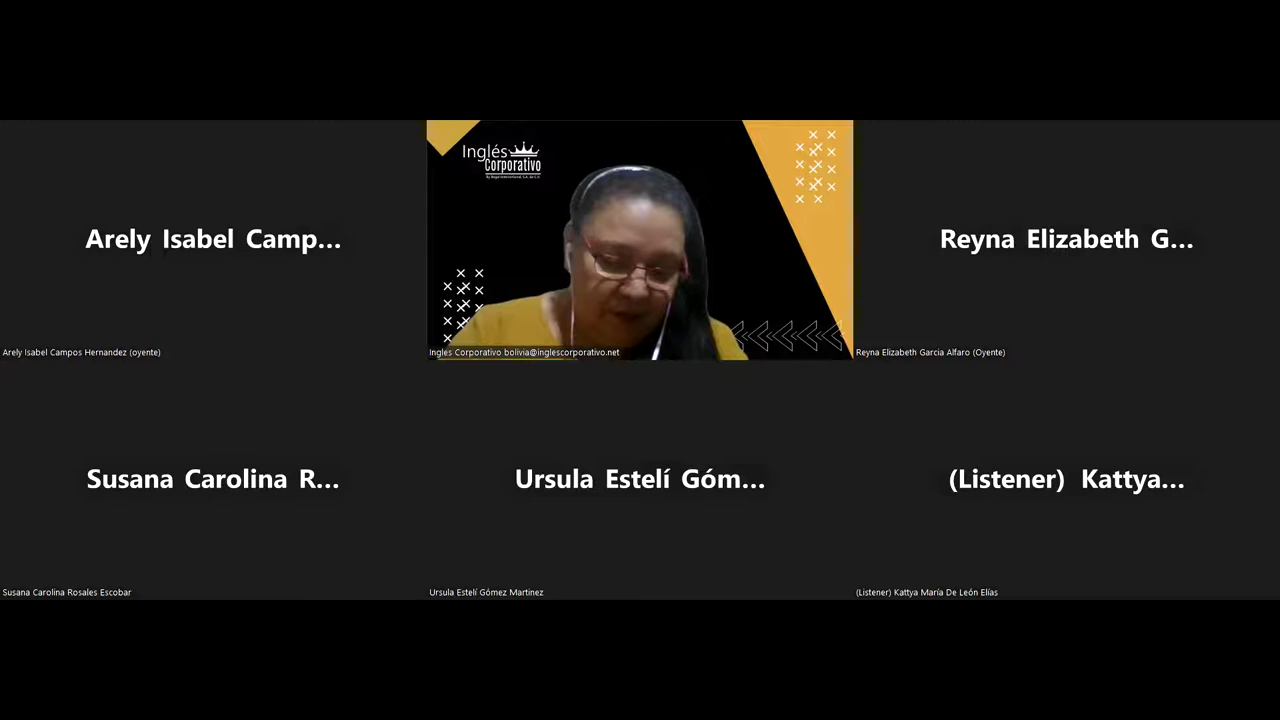 Arely Isabel Camp...
Arely Isabel Campos Hernandez (oyente)
Inglés
Corporativo
Ingles Corporativo bolivia@inglescorporativo.net
Reyna Elizabeth G...
Reyna Elizabeth Garcia Alfaro (Oyente)
Susana Carolina R...
Susana Carolina Rosales Escobar
Ursula Estelí Góm...
Ursula Estelí Gómez Martinez
(Listener) Kattya...
(Listener) Kattya María De León Elías